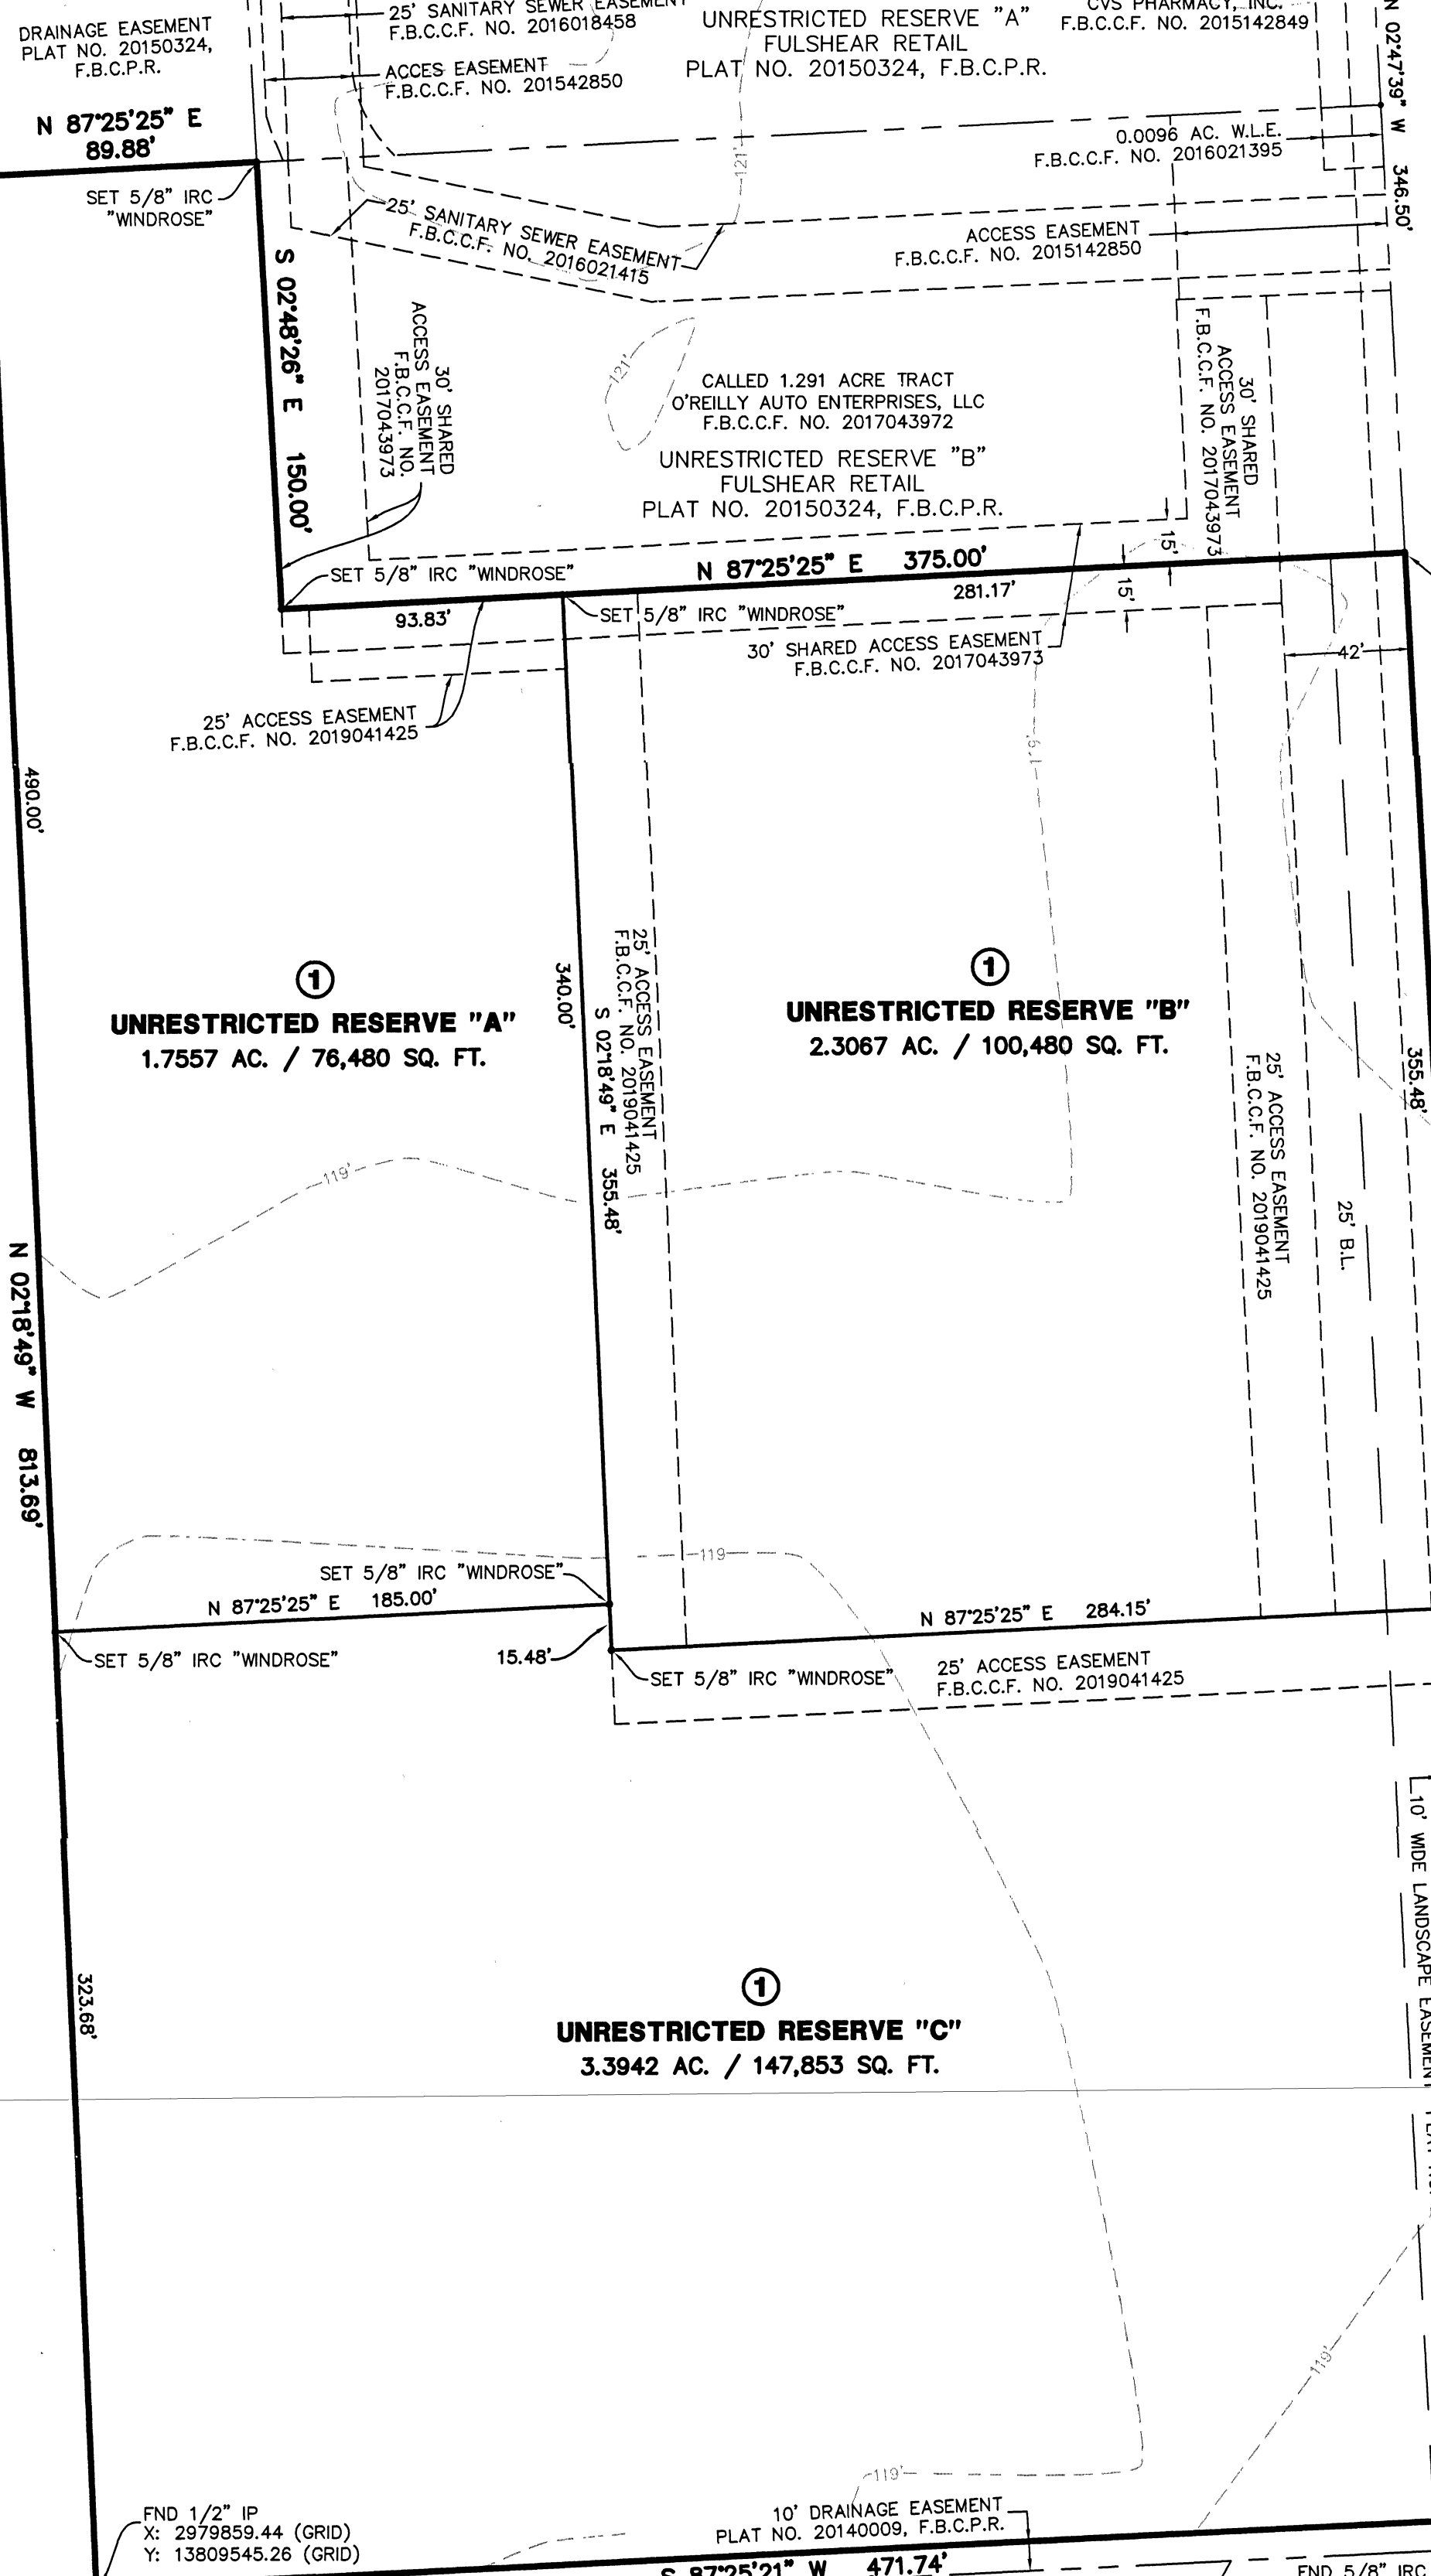 DRAINAGE EASEMENT
PLAT NO. 20150324,
F.B.C.P.R.
25' SANITARY SEWER EASEMENT
F.B.C.C.F. NO. 2016018458
ACCES EASEMENT
F.B.C.C.F. NO. 201542850
UNRESTRICTED RESERVE "A"
FULSHEAR RETAIL
PLAT NO. 20150324, F.B.C.P.R.
CVS PHARMACY, INC.
F.B.C.C.F. NO. 2015142849
N 02°47'39" W 346.50'
N 87°25'25" E
89.88'
0.0096 AC. W.L.E.
F.B.C.C.F. NO. 2016021395
SET 5/8" IRC
"WINDROSE"
121'
25' SANITARY SEWER EASEMENT
F.B.C.C.F. NO. 2016021415
ACCESS EASEMENT
F.B.C.C.F. NO. 2015142850
S 02°48'26" E 150.00'
30' SHARED
ACCESS EASEMENT
F.B.C.C.F. NO.
2017043973
121'
CALLED 1.291 ACRE TRACT
O'REILLY AUTO ENTERPRISES, LLC
F.B.C.C.F. NO. 2017043972
UNRESTRICTED RESERVE "B"
FULSHEAR RETAIL
PLAT NO. 20150324, F.B.C.P.R.
30' SHARED
ACCESS EASEMENT
F.B.C.C.F. NO. 2017043973
SET 5/8" IRC "WINDROSE"
N 87°25'25" E 375.00'
15'
15'
93.83'
SET 5/8" IRC "WINDROSE"
281.17'
30' SHARED ACCESS EASEMENT
F.B.C.C.F. NO. 2017043973
42'
25' ACCESS EASEMENT
F.B.C.C.F. NO. 2019041425
490.00'
340.00'
25' ACCESS EASEMENT
F.B.C.C.F. NO. 2019041425
S 02°18'49" E 355.48'
1
UNRESTRICTED RESERVE "A"
1.7557 AC. / 76,480 SQ. FT.
1
UNRESTRICTED RESERVE "B"
2.3067 AC. / 100,480 SQ. FT.
25' ACCESS EASEMENT
F.B.C.C.F. NO. 2019041425
25' B.L.
355.48'
119'
N 02°18'49" W 813.69'
119
SET 5/8" IRC "WINDROSE"
N 87°25'25" E 185.00'
N 87°25'25" E 284.15'
SET 5/8" IRC "WINDROSE"
15.48'
SET 5/8" IRC "WINDROSE"
25' ACCESS EASEMENT
F.B.C.C.F. NO. 2019041425
10' WIDE LANDSCAPE EASEMENT
323.68'
1
UNRESTRICTED RESERVE "C"
3.3942 AC. / 147,853 SQ. FT.
119'
119'
FND 1/2" IP
X: 2979859.44 (GRID)
Y: 13809545.26 (GRID)
10' DRAINAGE EASEMENT
PLAT NO. 20140009, F.B.C.P.R.
S 87°25'21" W 471.74'
FND 5/8" IRC